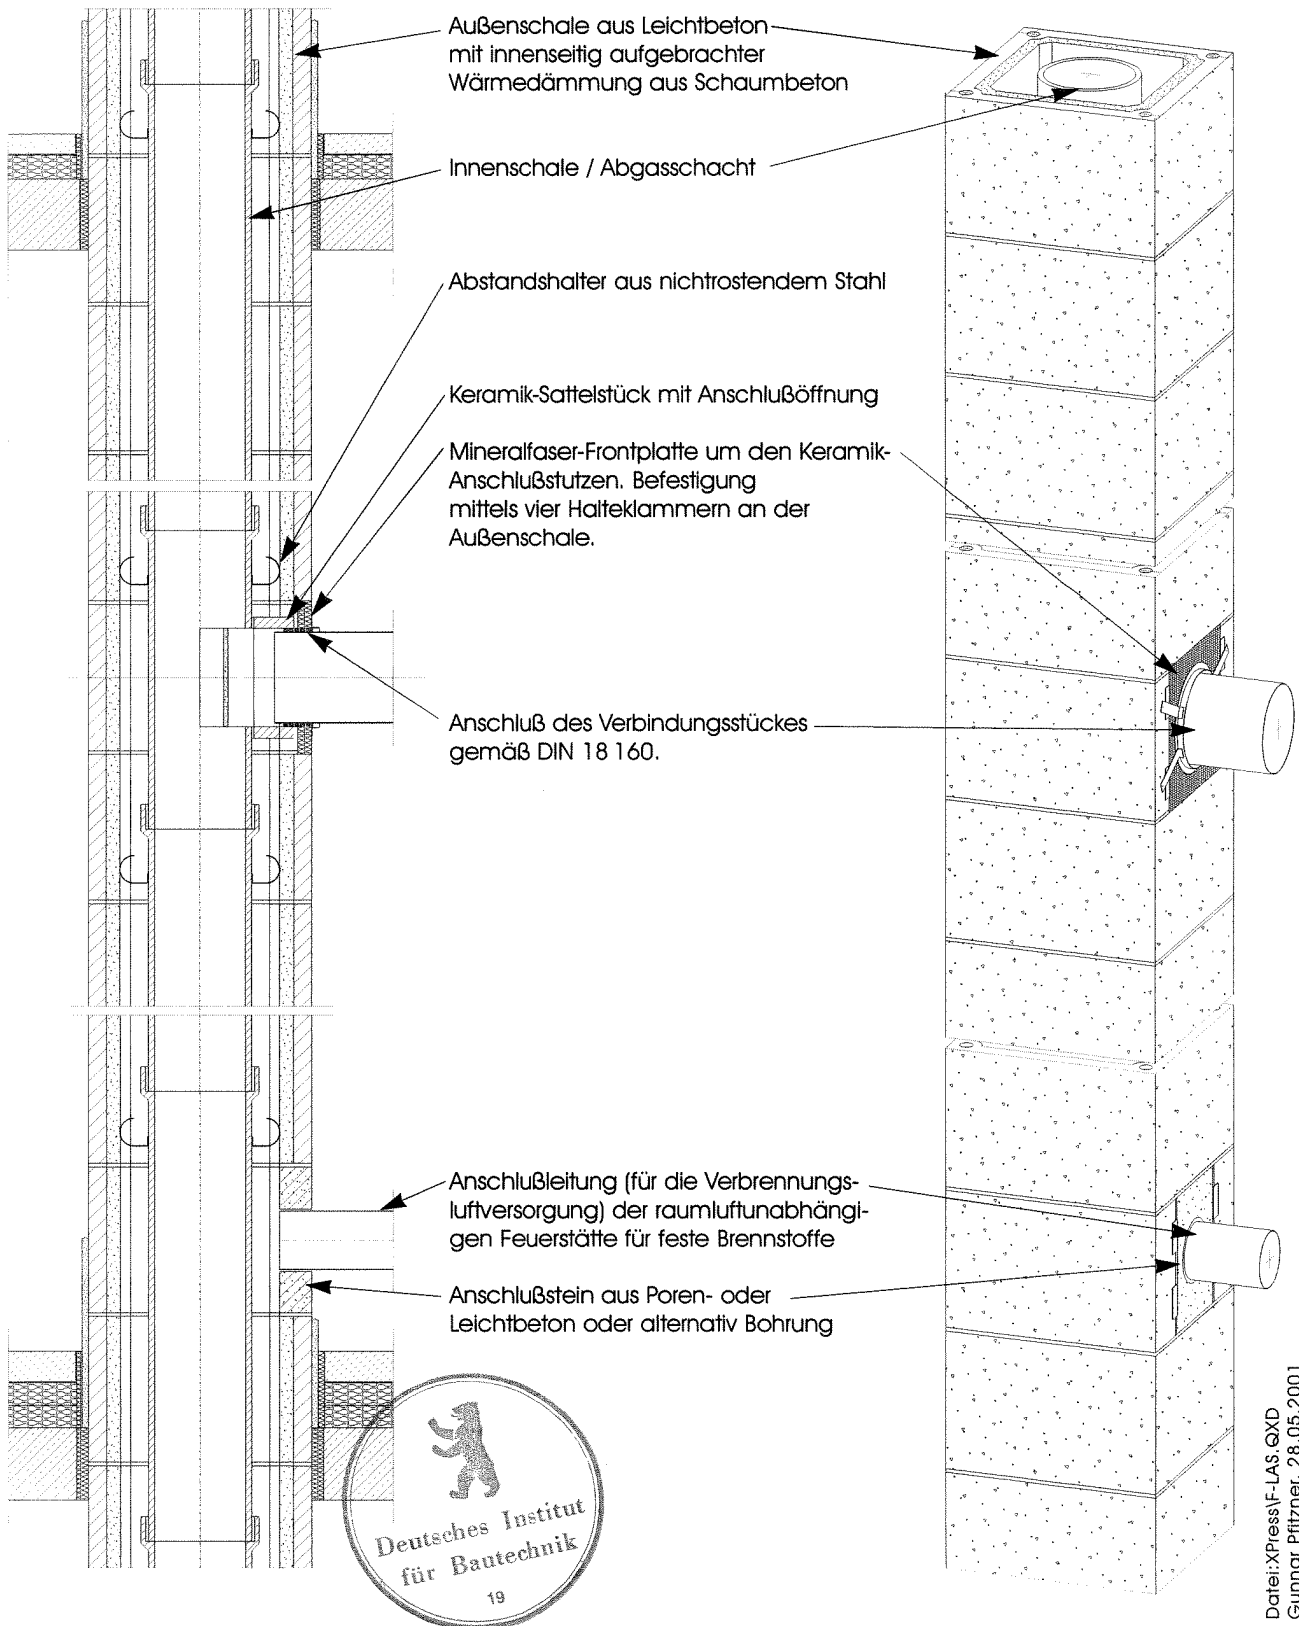 Außenschale aus Leichtbeton
mit innenseitig aufgebrachter
Wärmedämmung aus Schaumbeton
Innenschale / Abgasschacht
Abstandshalter aus nichtrostendem Stahl
Keramik-Sattelstück mit Anschlußöffnung
Mineralfaser-Frontplatte um den Keramik-
Anschlußstutzen. Befestigung
mittels vier Halteklammern an der
Außenschale.
Anschluß des Verbindungsstückes
gemäß DIN 18 160.
Anschlußleitung (für die Verbrennungs-
luftversorgung) der raumluftunabhängi-
gen Feuerstätte für feste Brennstoffe
Anschlußstein aus Poren- oder
Leichtbeton oder alternativ Bohrung
Deutsches Institut
für Bautechnik
19
Datei:XPress\F-LAS.QXD
Gunnar Pfitzner, 28.05.2001